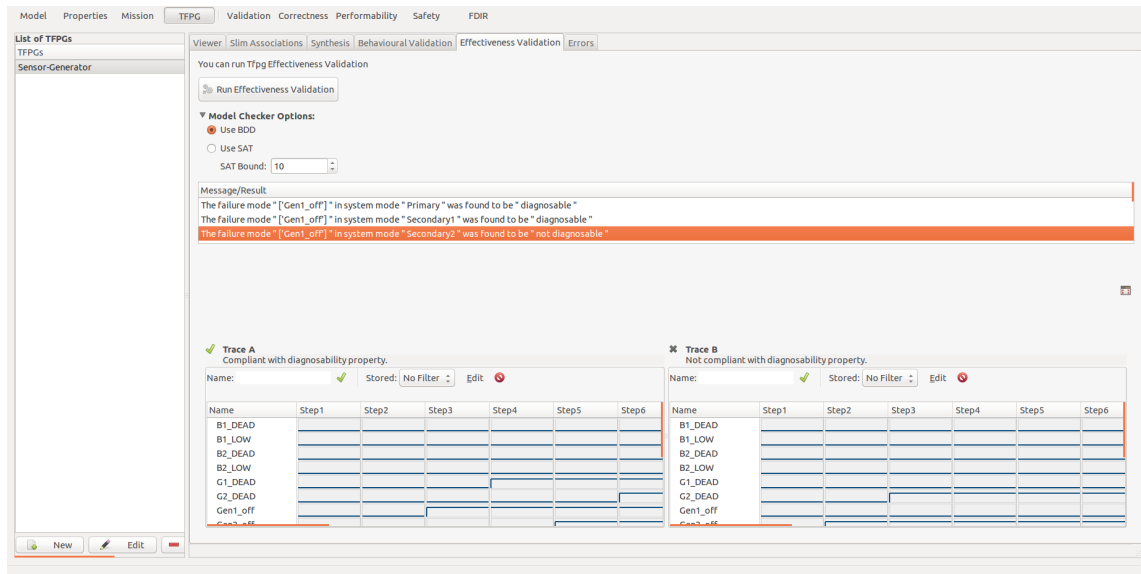 Model Properties Mission TFPG Validation Correctness Performability Safety FDIR
List of TFPGs
TFPGs
Sensor-Generator
Viewer Slim Associations Synthesis Behavioural Validation Effectiveness Validation Errors
You can run Tfpg Effectiveness Validation
Run Effectiveness Validation
Model Checker Options:
Use BDD
Use SAT
SAT Bound: 10
Message/Result
The failure mode " ['Gen1_off'] " in system mode " Primary " was found to be " diagnosable "
The failure mode " ['Gen1_off'] " in system mode " Secondary1 " was found to be " diagnosable "
The failure mode " ['Gen1_off'] " in system mode " Secondary2 " was found to be " not diagnosable "
Trace A
Compliant with diagnosability property.
Name: Stored: No Filter Edit
Name Step1 Step2 Step3 Step4 Step5 Step6
B1_DEAD
B1_LOW
B2_DEAD
B2_LOW
G1_DEAD
G2_DEAD
Gen1_off
Gen2_off
Trace B
Not compliant with diagnosability property.
Name: Stored: No Filter Edit
Name Step1 Step2 Step3 Step4 Step5 Step6
B1_DEAD
B1_LOW
B2_DEAD
B2_LOW
G1_DEAD
G2_DEAD
Gen1_off
Gen2_off
New Edit